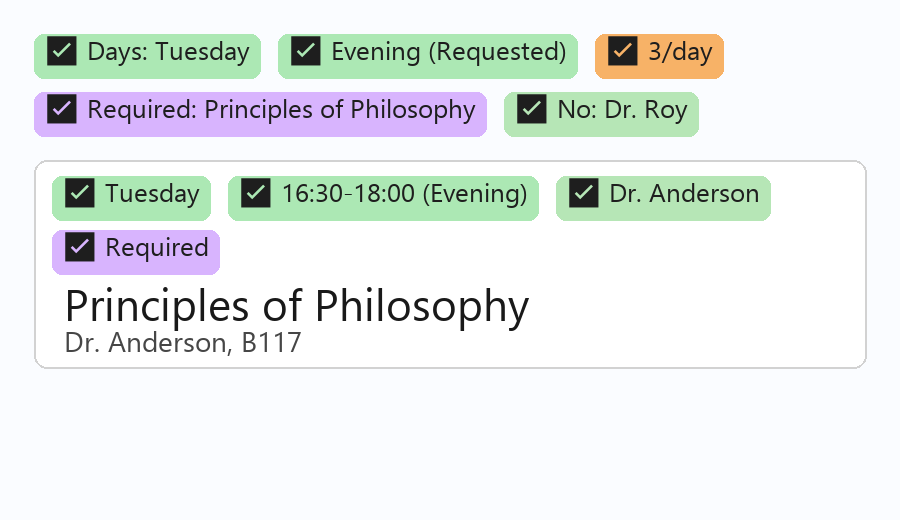 Days: Tuesday Evening (Requested) 3/day
Required: Principles of Philosophy No: Dr. Roy
Tuesday 16:30-18:00 (Evening) Dr. Anderson
Required
Principles of Philosophy
Dr. Anderson, B117